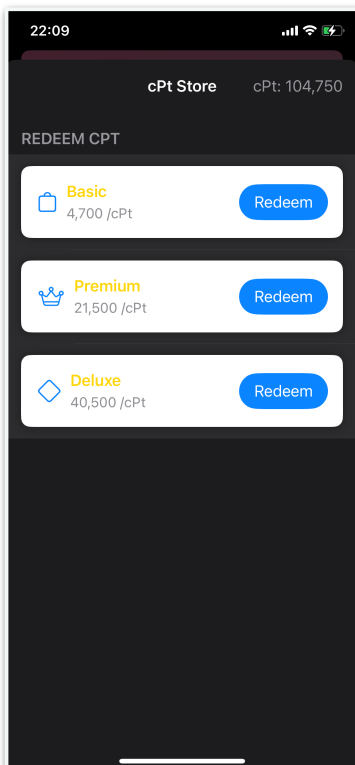 22:09
cPt Store
cPt: 104,750
REDEEM CPT
Basic
4,700 /cPt
Redeem
Premium
21,500 /cPt
Redeem
Deluxe
40,500 /cPt
Redeem